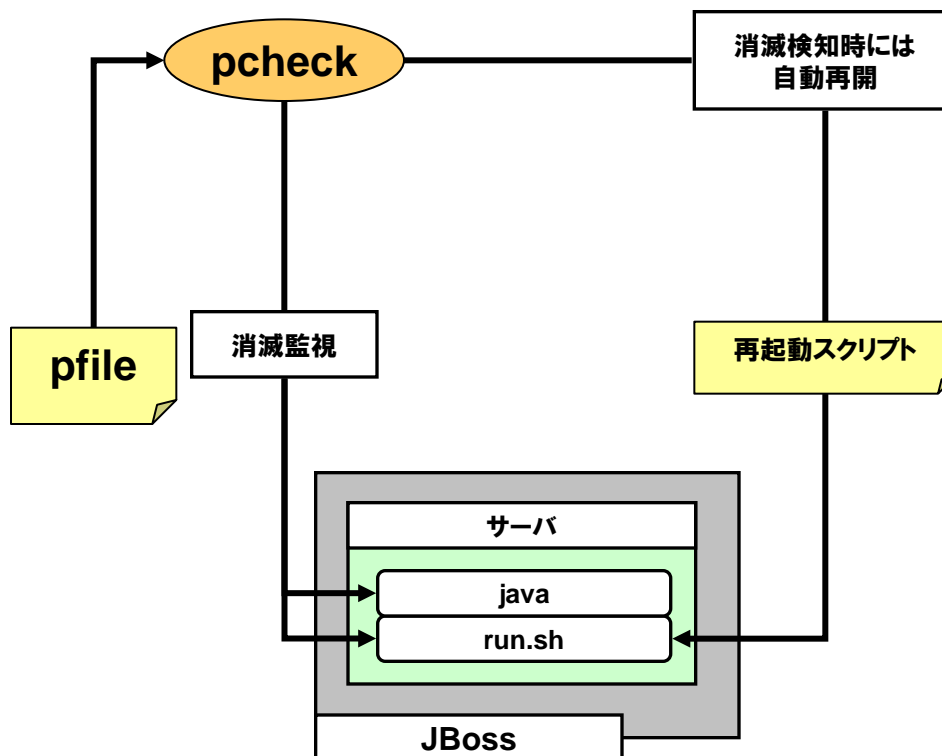 pcheck
消滅検知時には
自動再開
pfile
消滅監視
再起動スクリプト
サーバ
java
run.sh
JBoss